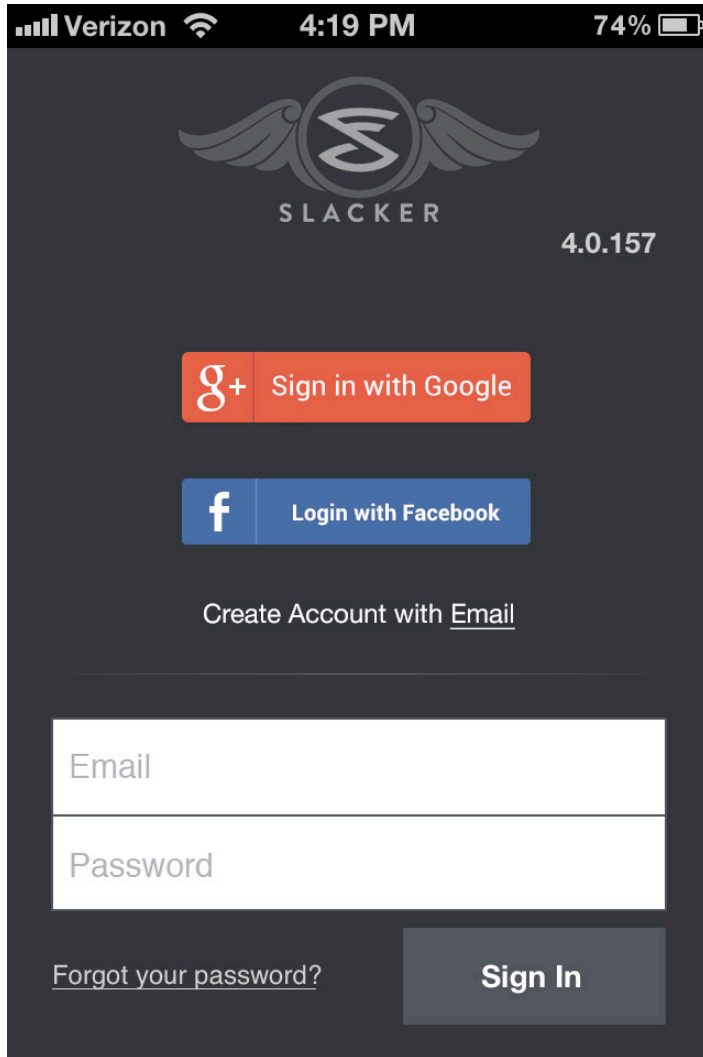 Verizon 4:19 PM 74%
SLACKER
4.0.157
g+ Sign in with Google
f Login with Facebook
Create Account with Email
Email
Password
Forgot your password? Sign In